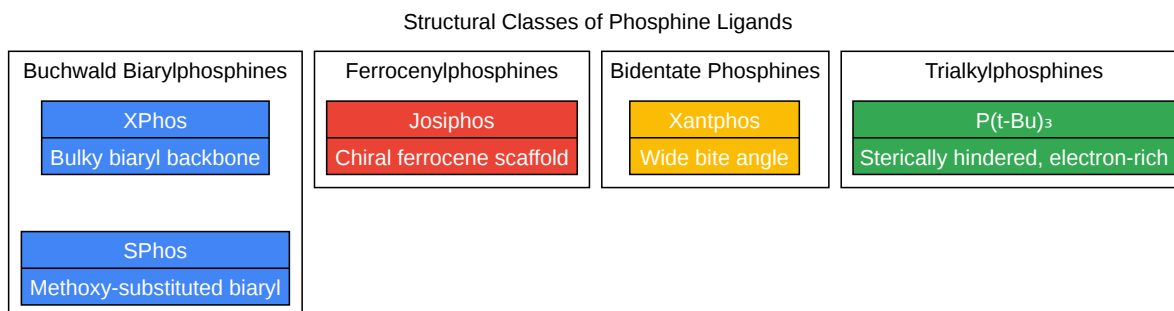 Structural Classes of Phosphine Ligands
Buchwald Biarylphosphines
XPhos
Bulky biaryl backbone
SPhos
Methoxy-substituted biaryl
Ferrocenylphosphines
Josiphos
Chiral ferrocene scaffold
Bidentate Phosphines
Xantphos
Wide bite angle
Trialkylphosphines
P(t-Bu)₃
Sterically hindered, electron-rich